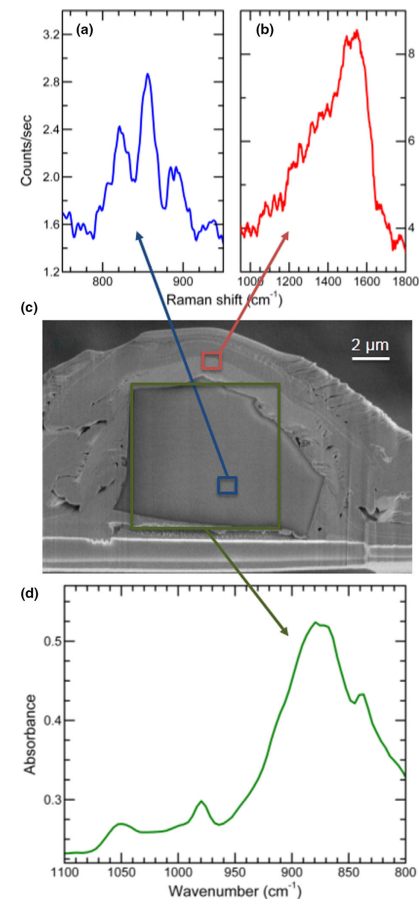 (a)
(b)
3.2
2.8
2.4
2.0
1.6
1.2
Counts/sec
8
6
4
800
900
1000
1200
1400
1600
1800
Raman shift (cm-1)
(c)
2 μm
(d)
0.5
0.4
0.3
Absorbance
1100
1050
1000
950
900
850
800
Wavenumber (cm-1)